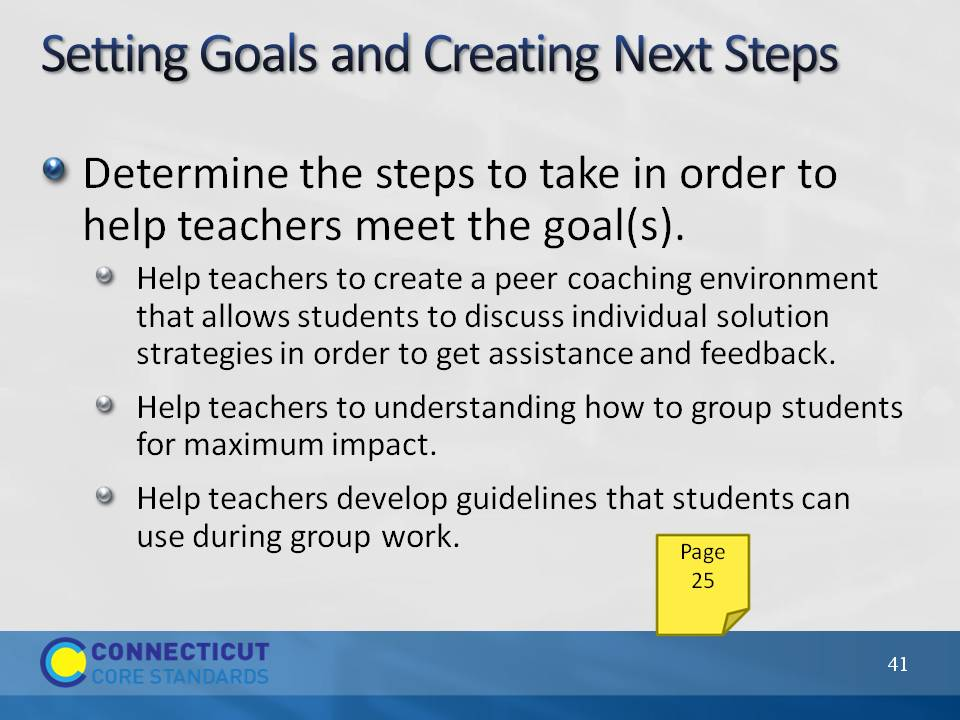 Setting Goals and Creating Next Steps
Determine the steps to take in order to
help teachers meet the goal(s).
Help teachers to create a peer coaching environment
that allows students to discuss individual solution
strategies in order to get assistance and feedback.
Help teachers to understanding how to group students
for maximum impact.
Help teachers develop guidelines that students can
use during group work.
Page
25
CONNECTICUT
CORE STANDARDS
41